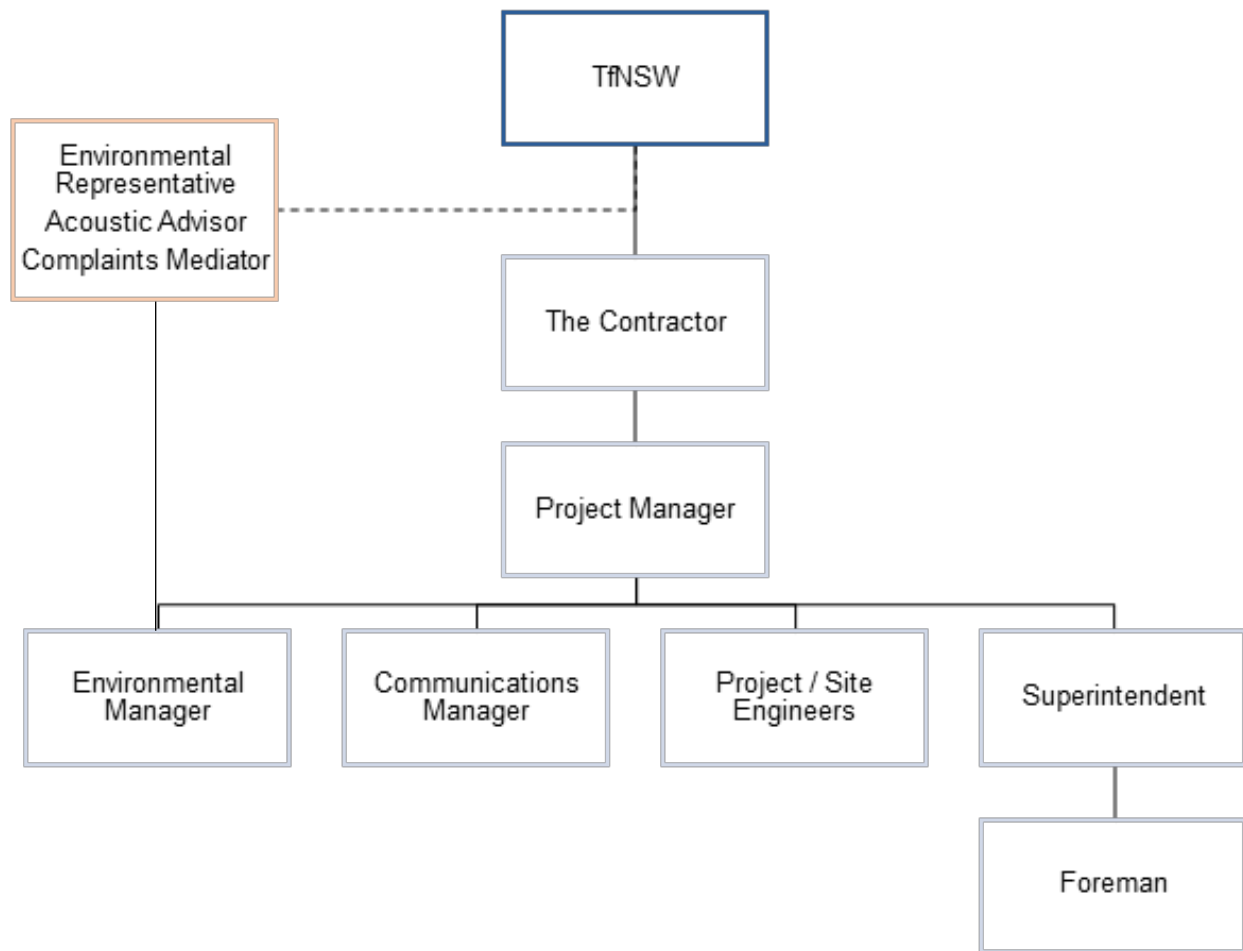 TfNSW
Environmental
Representative
Acoustic Advisor
Complaints Mediator
The Contractor
Project Manager
Environmental
Manager
Communications
Manager
Project / Site
Engineers
Superintendent
Foreman